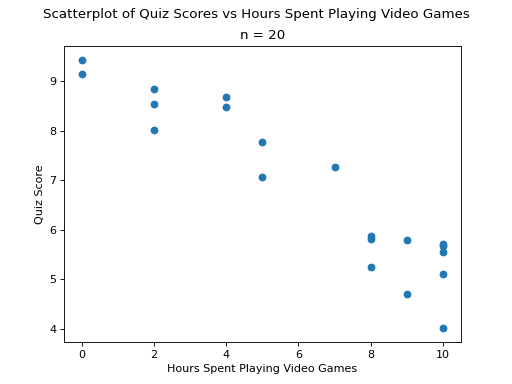 Scatterplot of Quiz Scores vs Hours Spent Playing Video Games
n = 20
9
8
7
6
5
4
Quiz Score
0 2 4 6 8 10
Hours Spent Playing Video Games